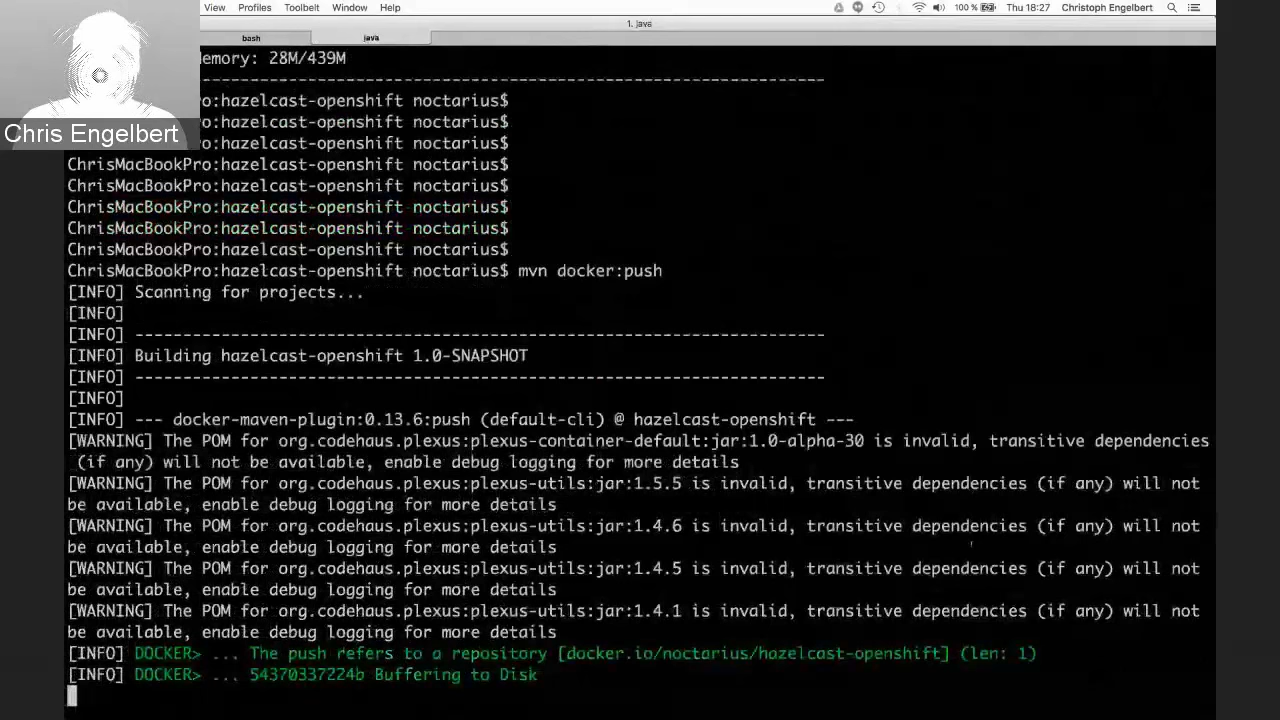 View Profiles Toolbelt Window Help 100 % Thu 18:27 Christoph Engelbert
1. java
bash java
emory: 28M/439M
------------------------------------------------------------------------
Pro:hazelcast-openshift noctarius$
Pro:hazelcast-openshift noctarius$
Chris Engelbert
Pro:hazelcast-openshift noctarius$
ChrisMacBookPro:hazelcast-openshift noctarius$
ChrisMacBookPro:hazelcast-openshift noctarius$
ChrisMacBookPro:hazelcast-openshift noctarius$
ChrisMacBookPro:hazelcast-openshift noctarius$
ChrisMacBookPro:hazelcast-openshift noctarius$
ChrisMacBookPro:hazelcast-openshift noctarius$ mvn docker:push
[INFO] Scanning for projects...
[INFO]
[INFO] ------------------------------------------------------------------------
[INFO] Building hazelcast-openshift 1.0-SNAPSHOT
[INFO] ------------------------------------------------------------------------
[INFO]
[INFO] --- docker-maven-plugin:0.13.6:push (default-cli) @ hazelcast-openshift ---
[WARNING] The POM for org.codehaus.plexus:plexus-container-default:jar:1.0-alpha-30 is invalid, transitive dependencies
(if any) will not be available, enable debug logging for more details
[WARNING] The POM for org.codehaus.plexus:plexus-utils:jar:1.5.5 is invalid, transitive dependencies (if any) will not
be available, enable debug logging for more details
[WARNING] The POM for org.codehaus.plexus:plexus-utils:jar:1.4.6 is invalid, transitive dependencies (if any) will not
be available, enable debug logging for more details
[WARNING] The POM for org.codehaus.plexus:plexus-utils:jar:1.4.5 is invalid, transitive dependencies (if any) will not
be available, enable debug logging for more details
[WARNING] The POM for org.codehaus.plexus:plexus-utils:jar:1.4.1 is invalid, transitive dependencies (if any) will not
be available, enable debug logging for more details
[INFO] DOCKER> ... The push refers to a repository [docker.io/noctarius/hazelcast-openshift] (len: 1)
[INFO] DOCKER> ... 54370337224b Buffering to Disk